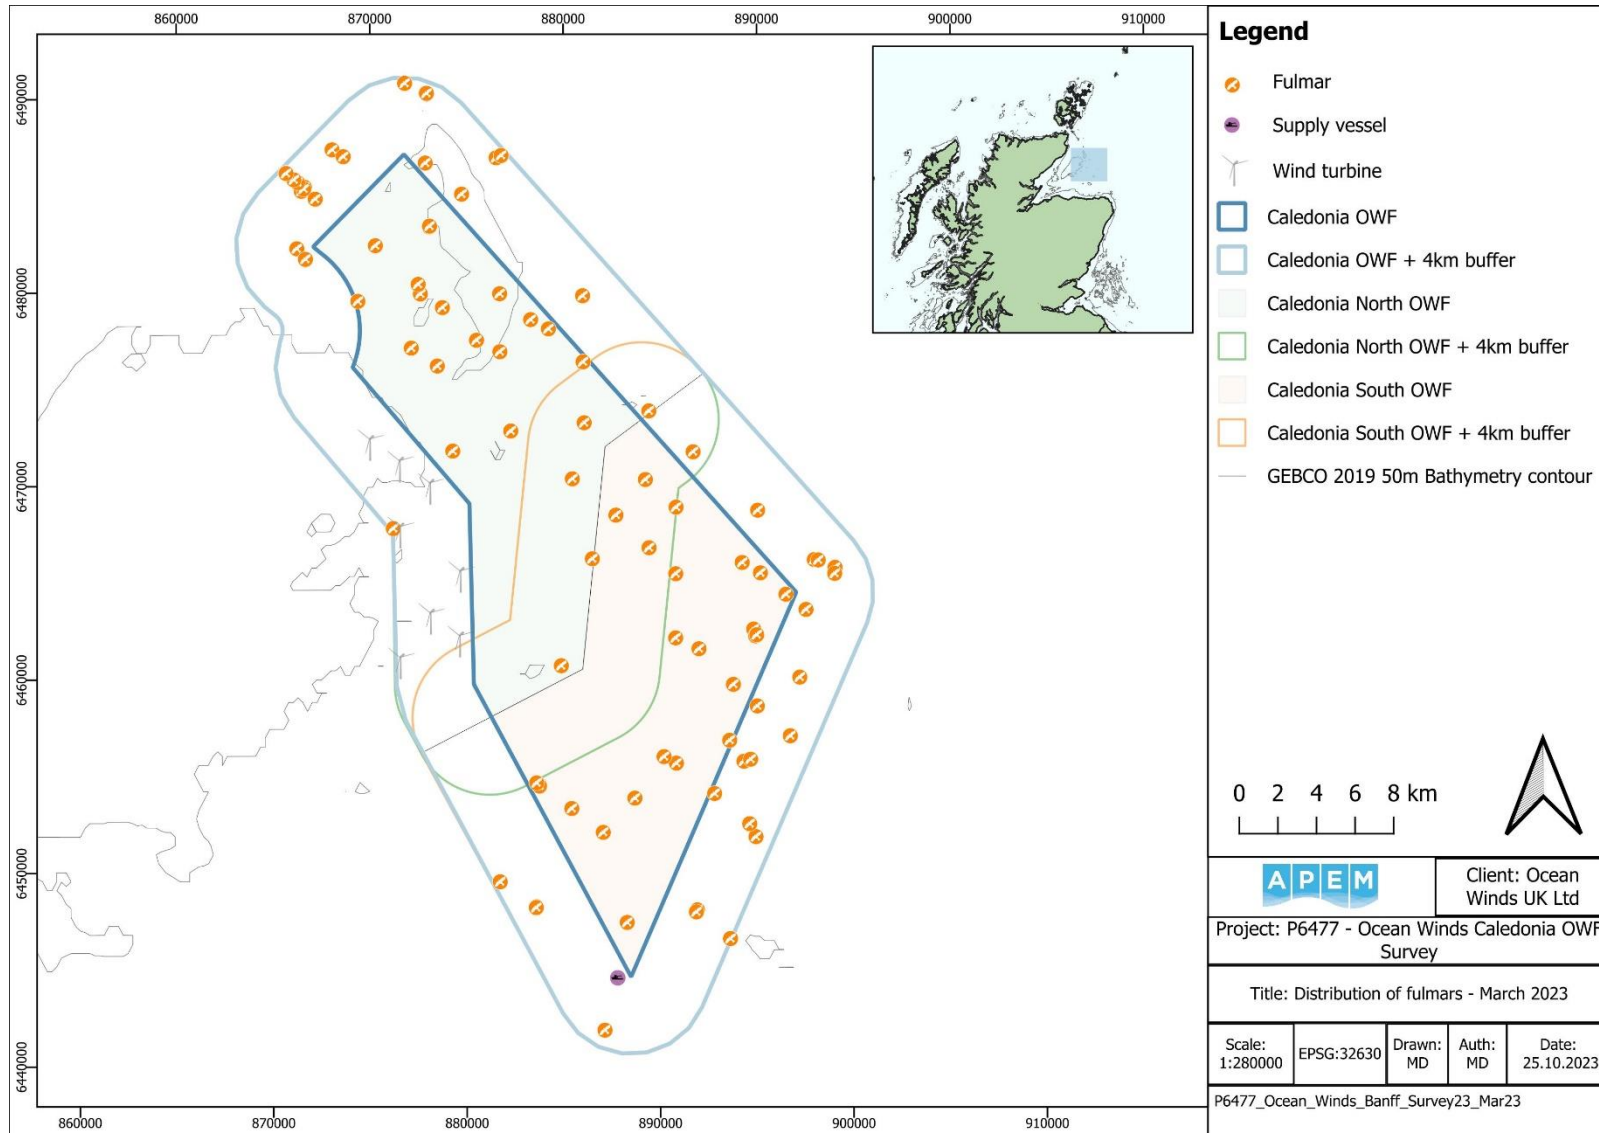 860000 870000 880000 890000 900000 910000
6490000
6480000
6470000
6460000
6450000
6440000
860000 870000 880000 890000 900000 910000
Legend
Fulmar
Supply vessel
Wind turbine
Caledonia OWF
Caledonia OWF + 4km buffer
Caledonia North OWF
Caledonia North OWF + 4km buffer
Caledonia South OWF
Caledonia South OWF + 4km buffer
GEBCO 2019 50m Bathymetry contour
0 2 4 6 8 km
APEM
Client: Ocean
Winds UK Ltd
Project: P6477 - Ocean Winds Caledonia OWF
Survey
Title: Distribution of fulmars - March 2023
Scale:
1:280000
EPSG:32630
Drawn:
MD
Auth:
MD
Date:
25.10.2023
P6477_Ocean_Winds_Banff_Survey23_Mar23